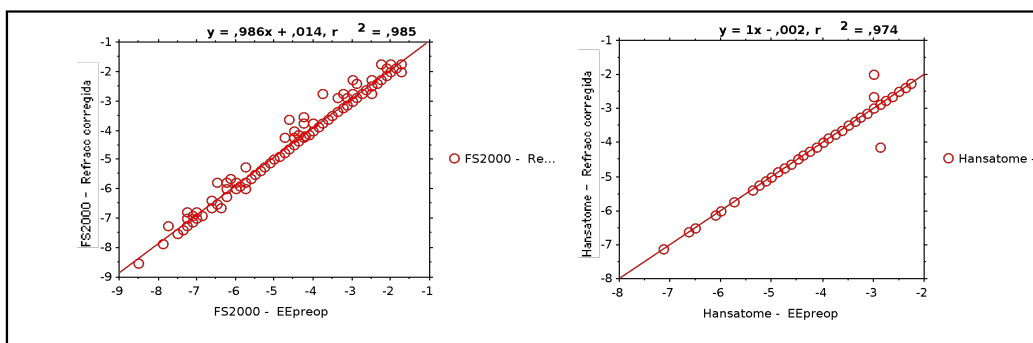 y = ,986x + ,014, r 2 = ,985
FS2000 - Refracc corregida
-1
-2
-3
-4
-5
-6
-7
-8
-9
-9 -8 -7 -6 -5 -4 -3 -2 -1
FS2000 - EEpreop
FS2000 - Re...
y = 1x - ,002, r 2 = ,974
Hansatome - Refracc corregida
-1
-2
-3
-4
-5
-6
-7
-8
-8 -7 -6 -5 -4 -3 -2
Hansatome - EEpreop
Hansatome -